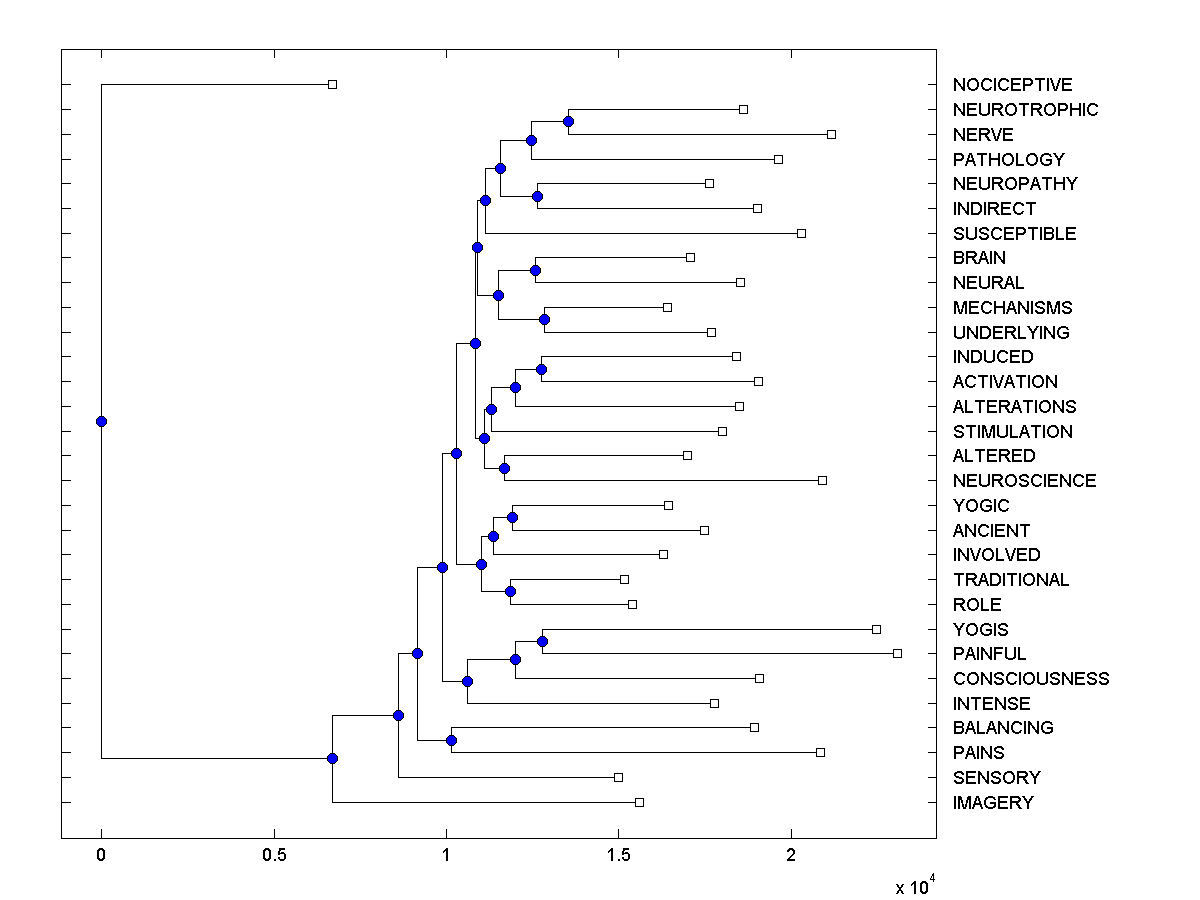 NOCICEPTIVE
NEUROTROPHIC
NERVE
PATHOLOGY
NEUROPATHY
INDIRECT
SUSCEPTIBLE
BRAIN
NEURAL
MECHANISMS
UNDERLYING
INDUCED
ACTIVATION
ALTERATIONS
STIMULATION
ALTERED
NEUROSCIENCE
YOGIC
ANCIENT
INVOLVED
TRADITIONAL
ROLE
YOGIS
PAINFUL
CONSCIOUSNESS
INTENSE
BALANCING
PAINS
SENSORY
IMAGERY
0 0.5 1 1.5 2
x 10^4